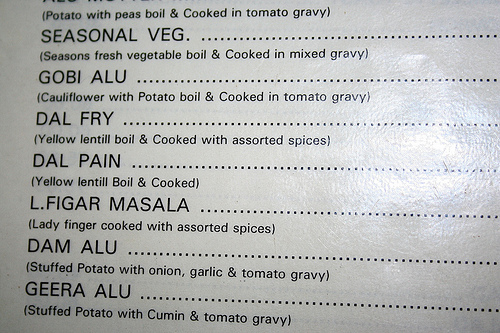 (Potato with peas boil & Cooked in tomato gravy)
SEASONAL VEG. ........................................
(Seasons fresh vegetable boil & Cooked in mixed gravy)
GOBI ALU ........................................
(Cauliflower with Potato boil & Cooked in tomato gravy)
DAL FRY ........................................
(Yellow lentill boil & Cooked with assorted spices)
DAL PAIN ........................................
(Yellow lentill Boil & Cooked)
L.FIGAR MASALA ........................................
(Lady finger cooked with assorted spices)
DAM ALU ........................................
(Stuffed Potato with onion, garlic & tomato gravy)
GEERA ALU ........................................
(Stuffed Potato with Cumin & tomato gravy)